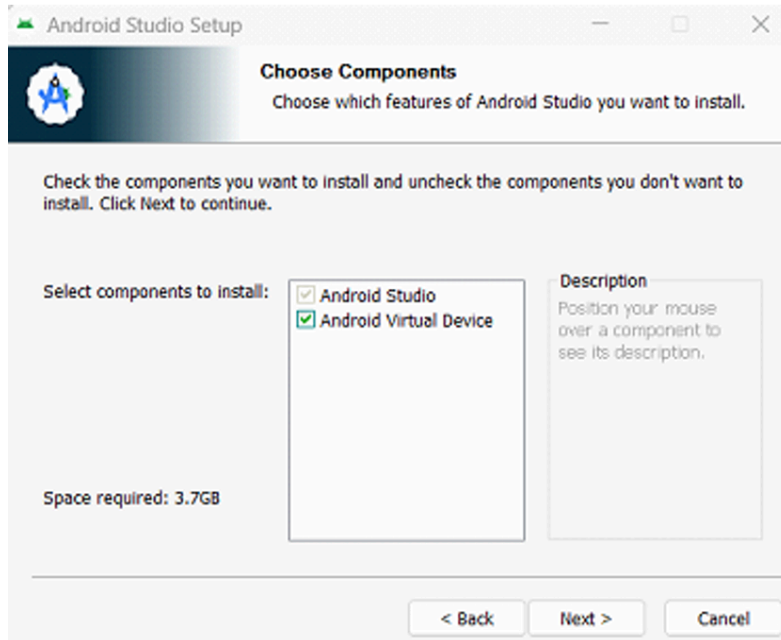 Android Studio Setup
Choose Components
Choose which features of Android Studio you want to install.
Check the components you want to install and uncheck the components you don't want to
install. Click Next to continue.
Select components to install:
Android Studio
Android Virtual Device
Description
Position your mouse
over a component to
see its description.
Space required: 3.7GB
< Back
Next >
Cancel